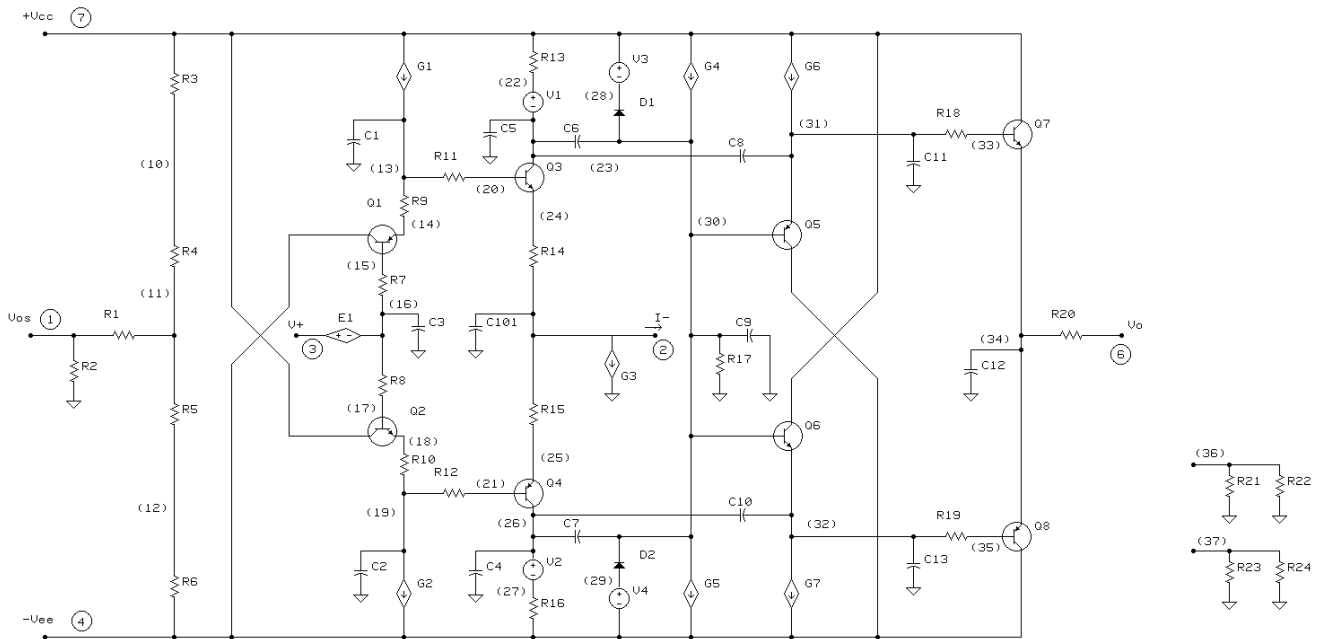 +Vcc 7
R3
G1
R13
(22)
V1
V3
(28)
D1
G4
G6
C1
C5
C6
(31)
R18
Q7
(33)
(10)
(13)
R11
(20)
Q3
(23)
C8
C11
Q1
R9
(14)
(24)
(30)
Q5
R4
(15)
R7
R14
(11)
(16)
Vos 1
R1
V+
3
E1
C3
C101
I-
2
C9
R20
Vo
6
(34)
R2
G3
R17
C12
R8
R5
(17)
Q2
R15
Q6
(18)
R10
R12
(25)
(36)
R21
R22
(12)
(19)
(21)
Q4
C10
(26)
C7
(32)
R19
(35)
Q8
(37)
C2
C4
V2
D2
C13
R23
R24
R6
G2
(27)
R16
(29)
V4
G5
G7
-Vee 4